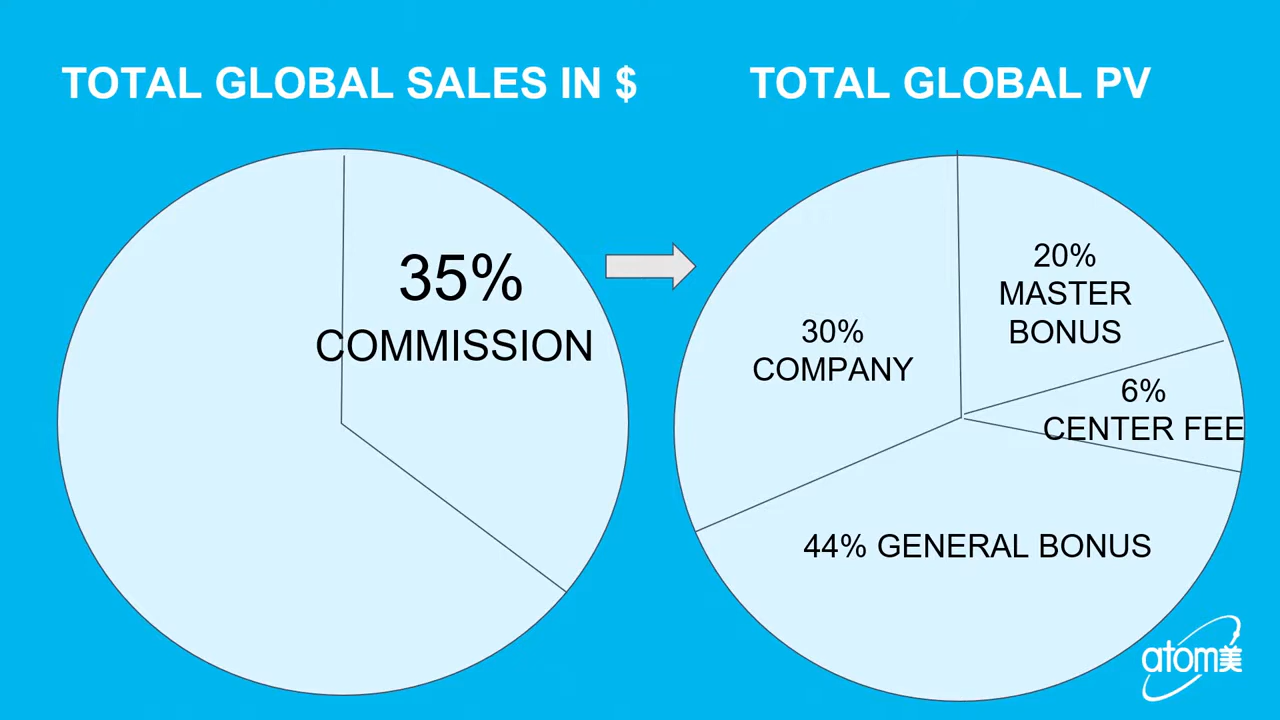 TOTAL GLOBAL SALES IN $
TOTAL GLOBAL PV
35%
COMMISSION
30%
COMPANY
20%
MASTER
BONUS
6%
CENTER FEE
44% GENERAL BONUS
atom美